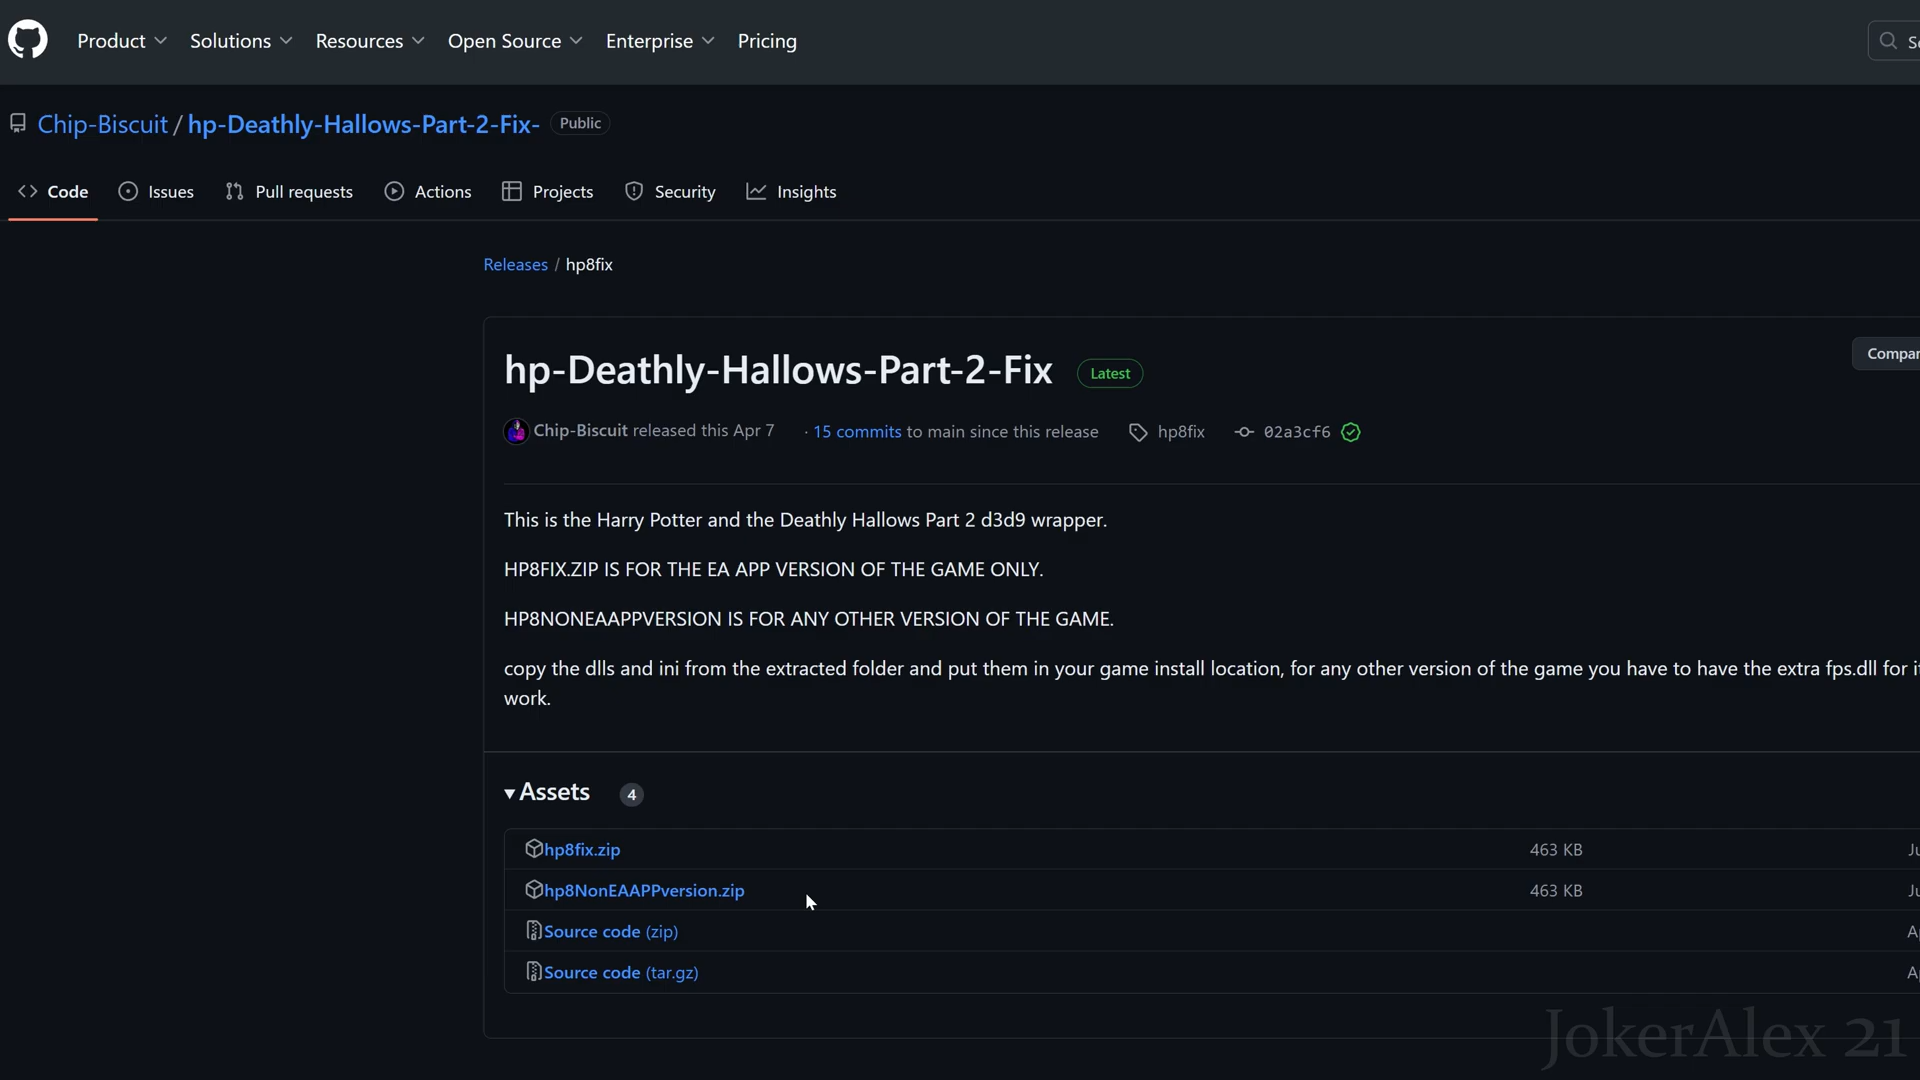 Product Solutions Resources Open Source Enterprise Pricing
Chip-Biscuit / hp-Deathly-Hallows-Part-2-Fix- Public
Code Issues Pull requests Actions Projects Security Insights
Releases / hp8fix
hp-Deathly-Hallows-Part-2-Fix Latest
Compar
Chip-Biscuit released this Apr 7 · 15 commits to main since this release hp8fix 02a3cf6
This is the Harry Potter and the Deathly Hallows Part 2 d3d9 wrapper.
HP8FIX.ZIP IS FOR THE EA APP VERSION OF THE GAME ONLY.
HP8NONEAAPPVERSION IS FOR ANY OTHER VERSION OF THE GAME.
copy the dlls and ini from the extracted folder and put them in your game install location, for any other version of the game you have to have the extra fps.dll for it
work.
Assets 4
hp8fix.zip 463 KB
hp8NonEAAPPversion.zip 463 KB
Source code (zip)
Source code (tar.gz)
JokerAlex 21